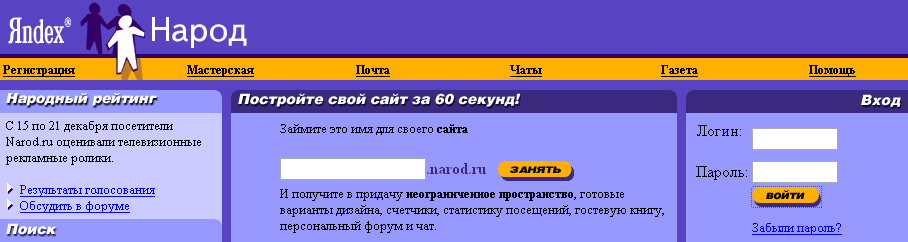 Яndex® Народ
Регистрация Мастерская Почта Чаты Газета Помощь
Народный рейтинг
С 15 по 21 декабря посетители
Narod.ru оценивали телевизионные
рекламные ролики.
Результаты голосования
Обсудить в форуме
Поиск
Постройте свой сайт за 60 секунд!
Займите это имя для своего сайта
.narod.ru ЗАНЯТЬ
И получите в придачу неограниченное пространство, готовые
варианты дизайна, счетчики, статистику посещений, гостевую книгу,
персональный форум и чат.
Вход
Логин:
Пароль:
ВОЙТИ
Забыли пароль?